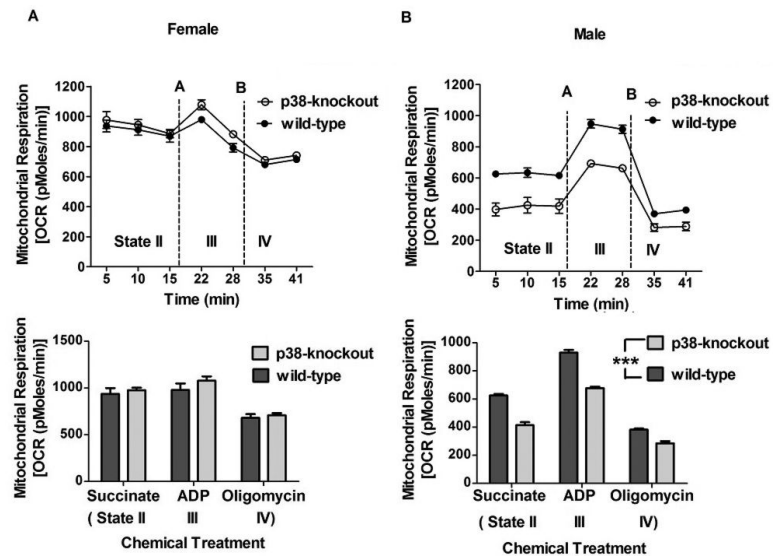 A
Female
Mitochondrial Respiration
[OCR (pMoles/min)]
1200
1000
800
600
400
200
0
A
B
p38-knockout
wild-type
State II
III
IV
5 10 15 22 28 35 41
Time (min)
B
Male
Mitochondrial Respiration
[OCR (pMoles/min)]
1200
1000
800
600
400
200
0
A
B
p38-knockout
wild-type
State II
III
IV
5 10 15 22 28 35 41
Time (min)
Mitochondrial Respiration
[OCR (pMoles/min)]
1500
1000
500
0
p38-knockout
wild-type
Succinate ADP Oligomycin
( State II III IV)
Chemical Treatment
Mitochondrial Respiration
[OCR (pMoles/min)]
1000
800
600
400
200
0
***
p38-knockout
wild-type
Succinate ADP Oligomycin
( State II III IV)
Chemical Treatment